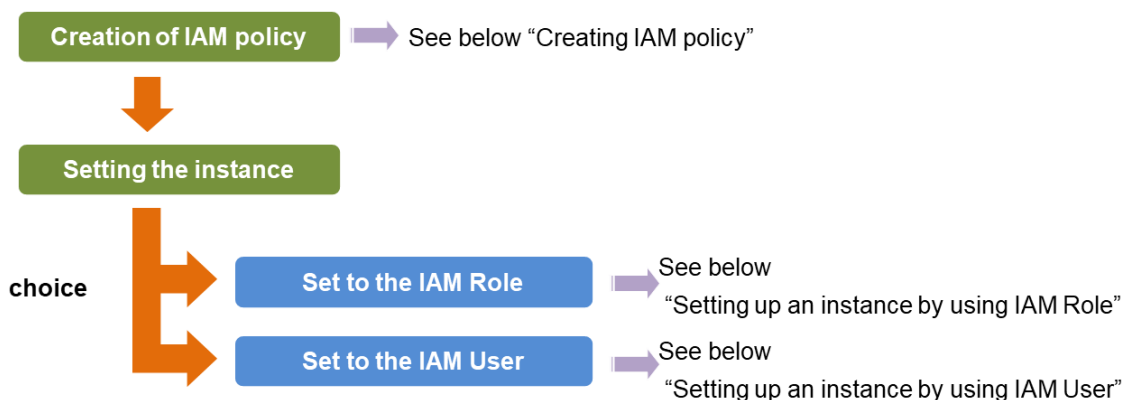 Creation of IAM policy
See below “Creating IAM policy”
Setting the instance
choice
Set to the IAM Role
See below
“Setting up an instance by using IAM Role”
Set to the IAM User
See below
“Setting up an instance by using IAM User”